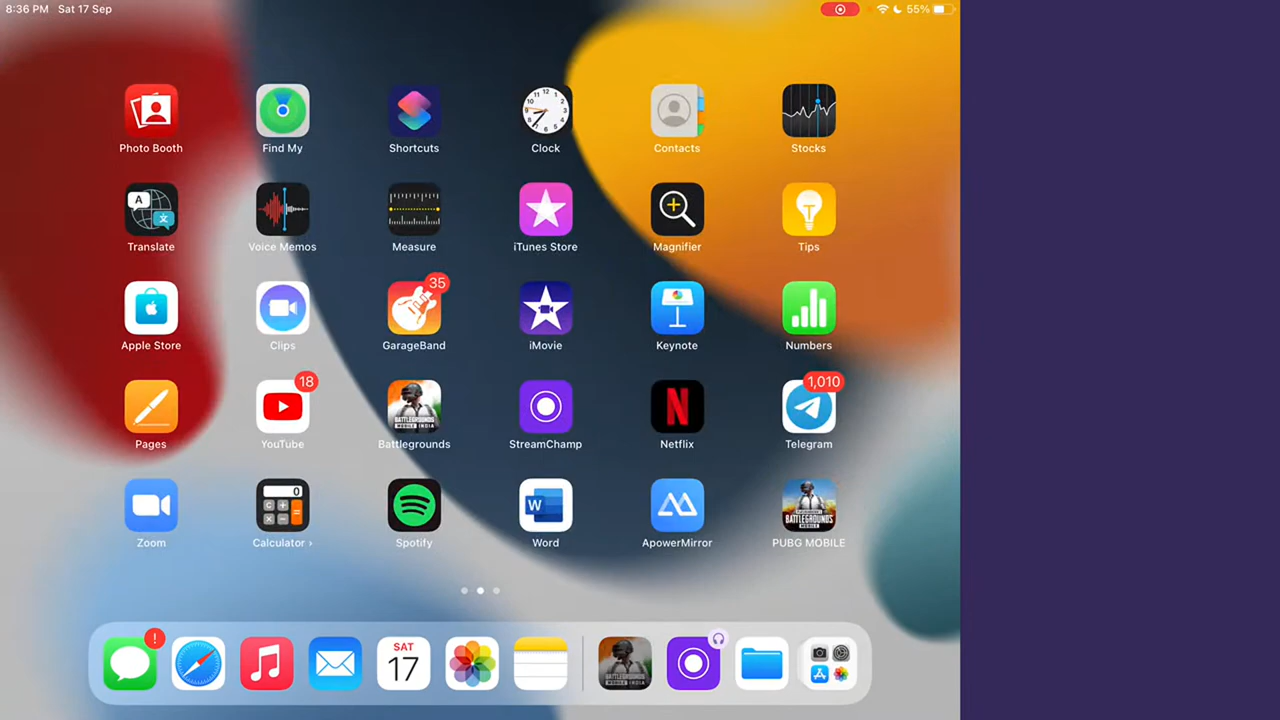 8:36 PM Sat 17 Sep 55%
Photo Booth Find My Shortcuts Clock Contacts Stocks
Translate Voice Memos Measure iTunes Store Magnifier Tips
35
Apple Store Clips GarageBand iMovie Keynote Numbers
18 1,010
Pages YouTube Battlegrounds StreamChamp Netflix Telegram
Zoom Calculator › Spotify Word ApowerMirror PUBG MOBILE
SAT
17